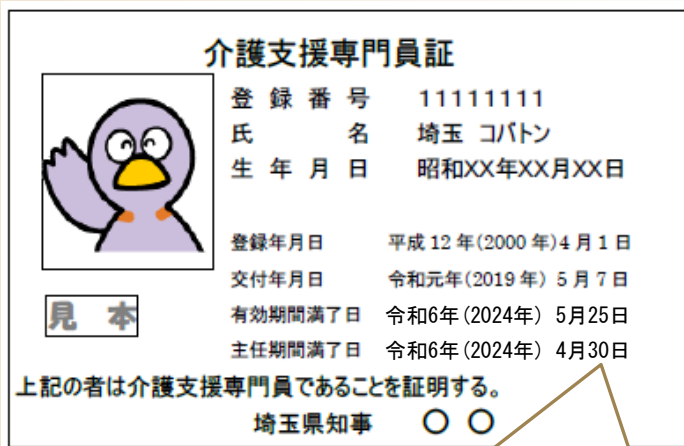 介護支援専門員証
登録番号 11111111
氏名 埼玉 コバトン
生年月日 昭和XX年XX月XX日
登録年月日 平成12年(2000年)4月1日
交付年月日 令和元年(2019年) 5月7日
見本
有効期間満了日 令和6年(2024年) 5月25日
主任期間満了日 令和6年(2024年) 4月30日
上記の者は介護支援専門員であることを証明する。
埼玉県知事 〇 〇